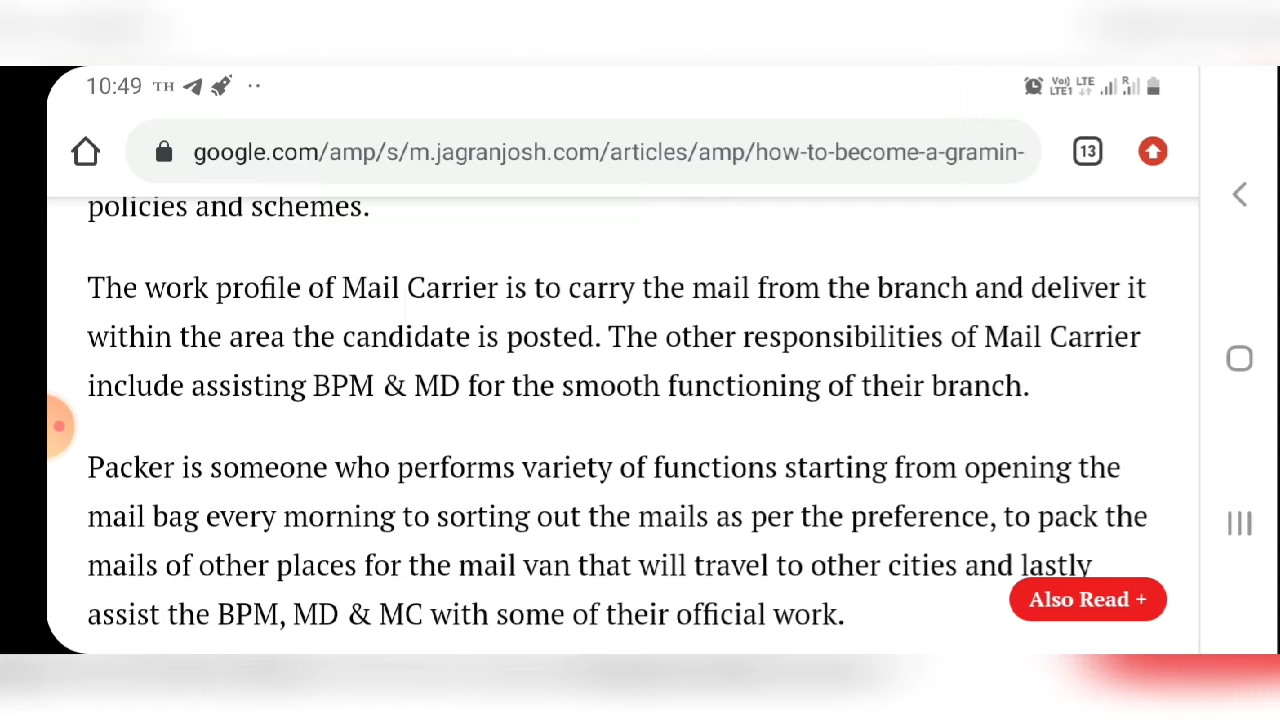 10:49 TH ··
Vo) LTE R
LTE1
google.com/amp/s/m.jagranjosh.com/articles/amp/how-to-become-a-gramin-
13
policies and schemes.
The work profile of Mail Carrier is to carry the mail from the branch and deliver it
within the area the candidate is posted. The other responsibilities of Mail Carrier
include assisting BPM & MD for the smooth functioning of their branch.
Packer is someone who performs variety of functions starting from opening the
mail bag every morning to sorting out the mails as per the preference, to pack the
mails of other places for the mail van that will travel to other cities and lastly
Also Read +
assist the BPM, MD & MC with some of their official work.